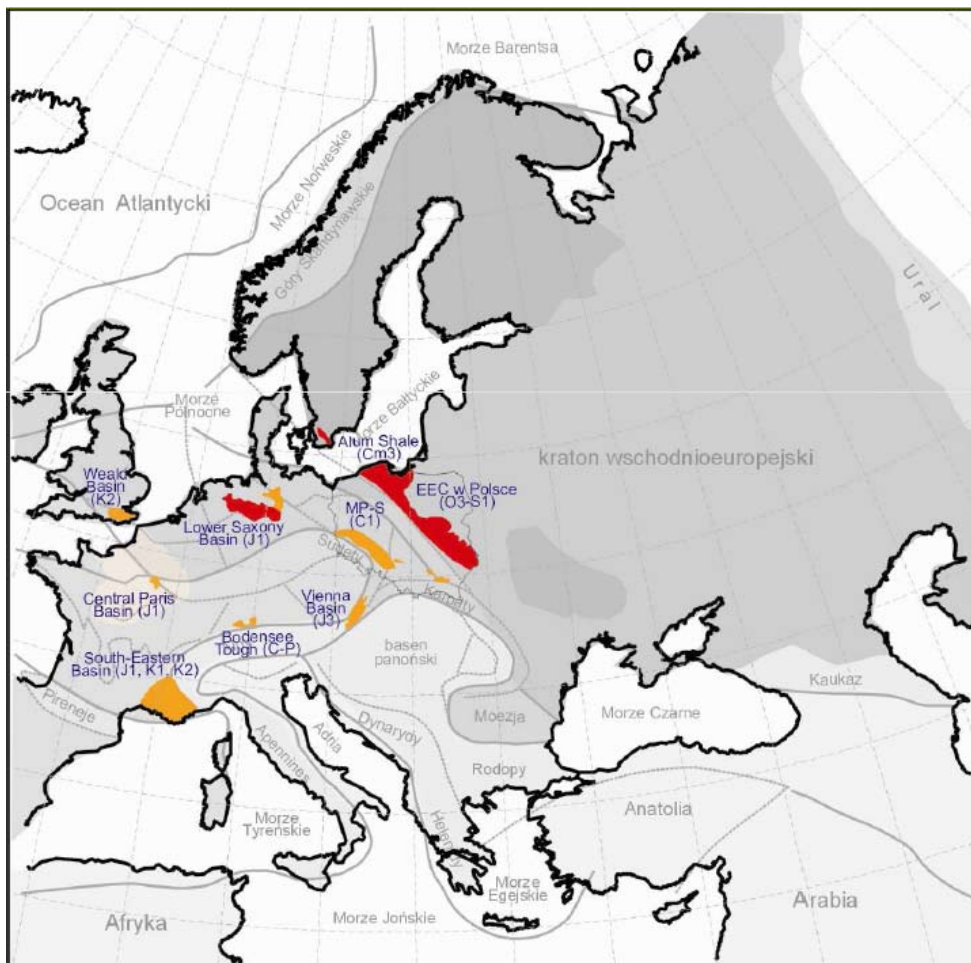 Morze Barentsa
Ocean Atlantycki
Morze Norweskie
Góry Skandynawskie
Ural
Morze
Północne
Morze Bałtyckie
Alum Shale
(Cm3)
kraton wschodnioeuropejski
Weald
Basin
(K2)
EEC w Polsce
(O3-S1)
MP-S
(C1)
Lower Saxony
Basin (J1)
Sudety
Karpaty
Central Paris
Basin (J1)
Vienna
Basin
(J3)
Bodensee
Tough (C-P)
basen
panoński
South-Eastern
Basin (J1, K1, K2)
Pireneje
Kaukaz
Apennines
Adria
Dynarydy
Moezja
Morze Czarne
Rodopy
Anatolia
Morze
Tyreńskie
Helenidy
Morze
Egejskie
Arabia
Afryka
Morze Jońskie